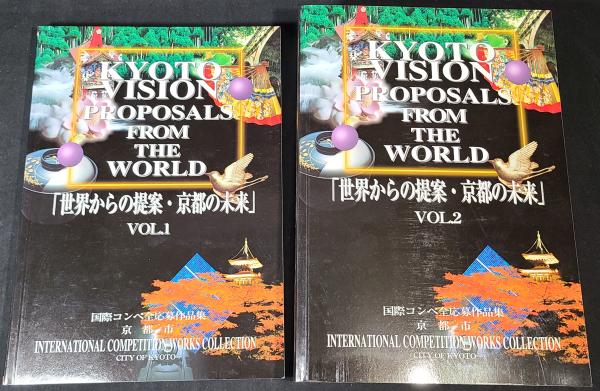 KYOTO
VISION
PROPOSALS
FROM
THE
WORLD
「世界からの提案・京都の未来」
VOL.1
国際コンペ全応募作品集
京都市
INTERNATIONAL COMPETITION WORKS COLLECTION
CITY OF KYOTO
KYOTO
VISION
PROPOSALS
FROM
THE
WORLD
「世界からの提案・京都の未来」
VOL.2
国際コンペ全応募作品集
京都市
INTERNATIONAL COMPETITION WORKS COLLECTION
CITY OF KYOTO